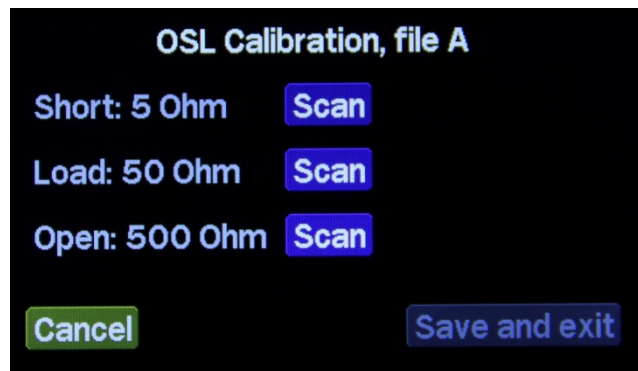 OSL Calibration, file A
Short: 5 Ohm Scan
Load: 50 Ohm Scan
Open: 500 Ohm Scan
Cancel Save and exit